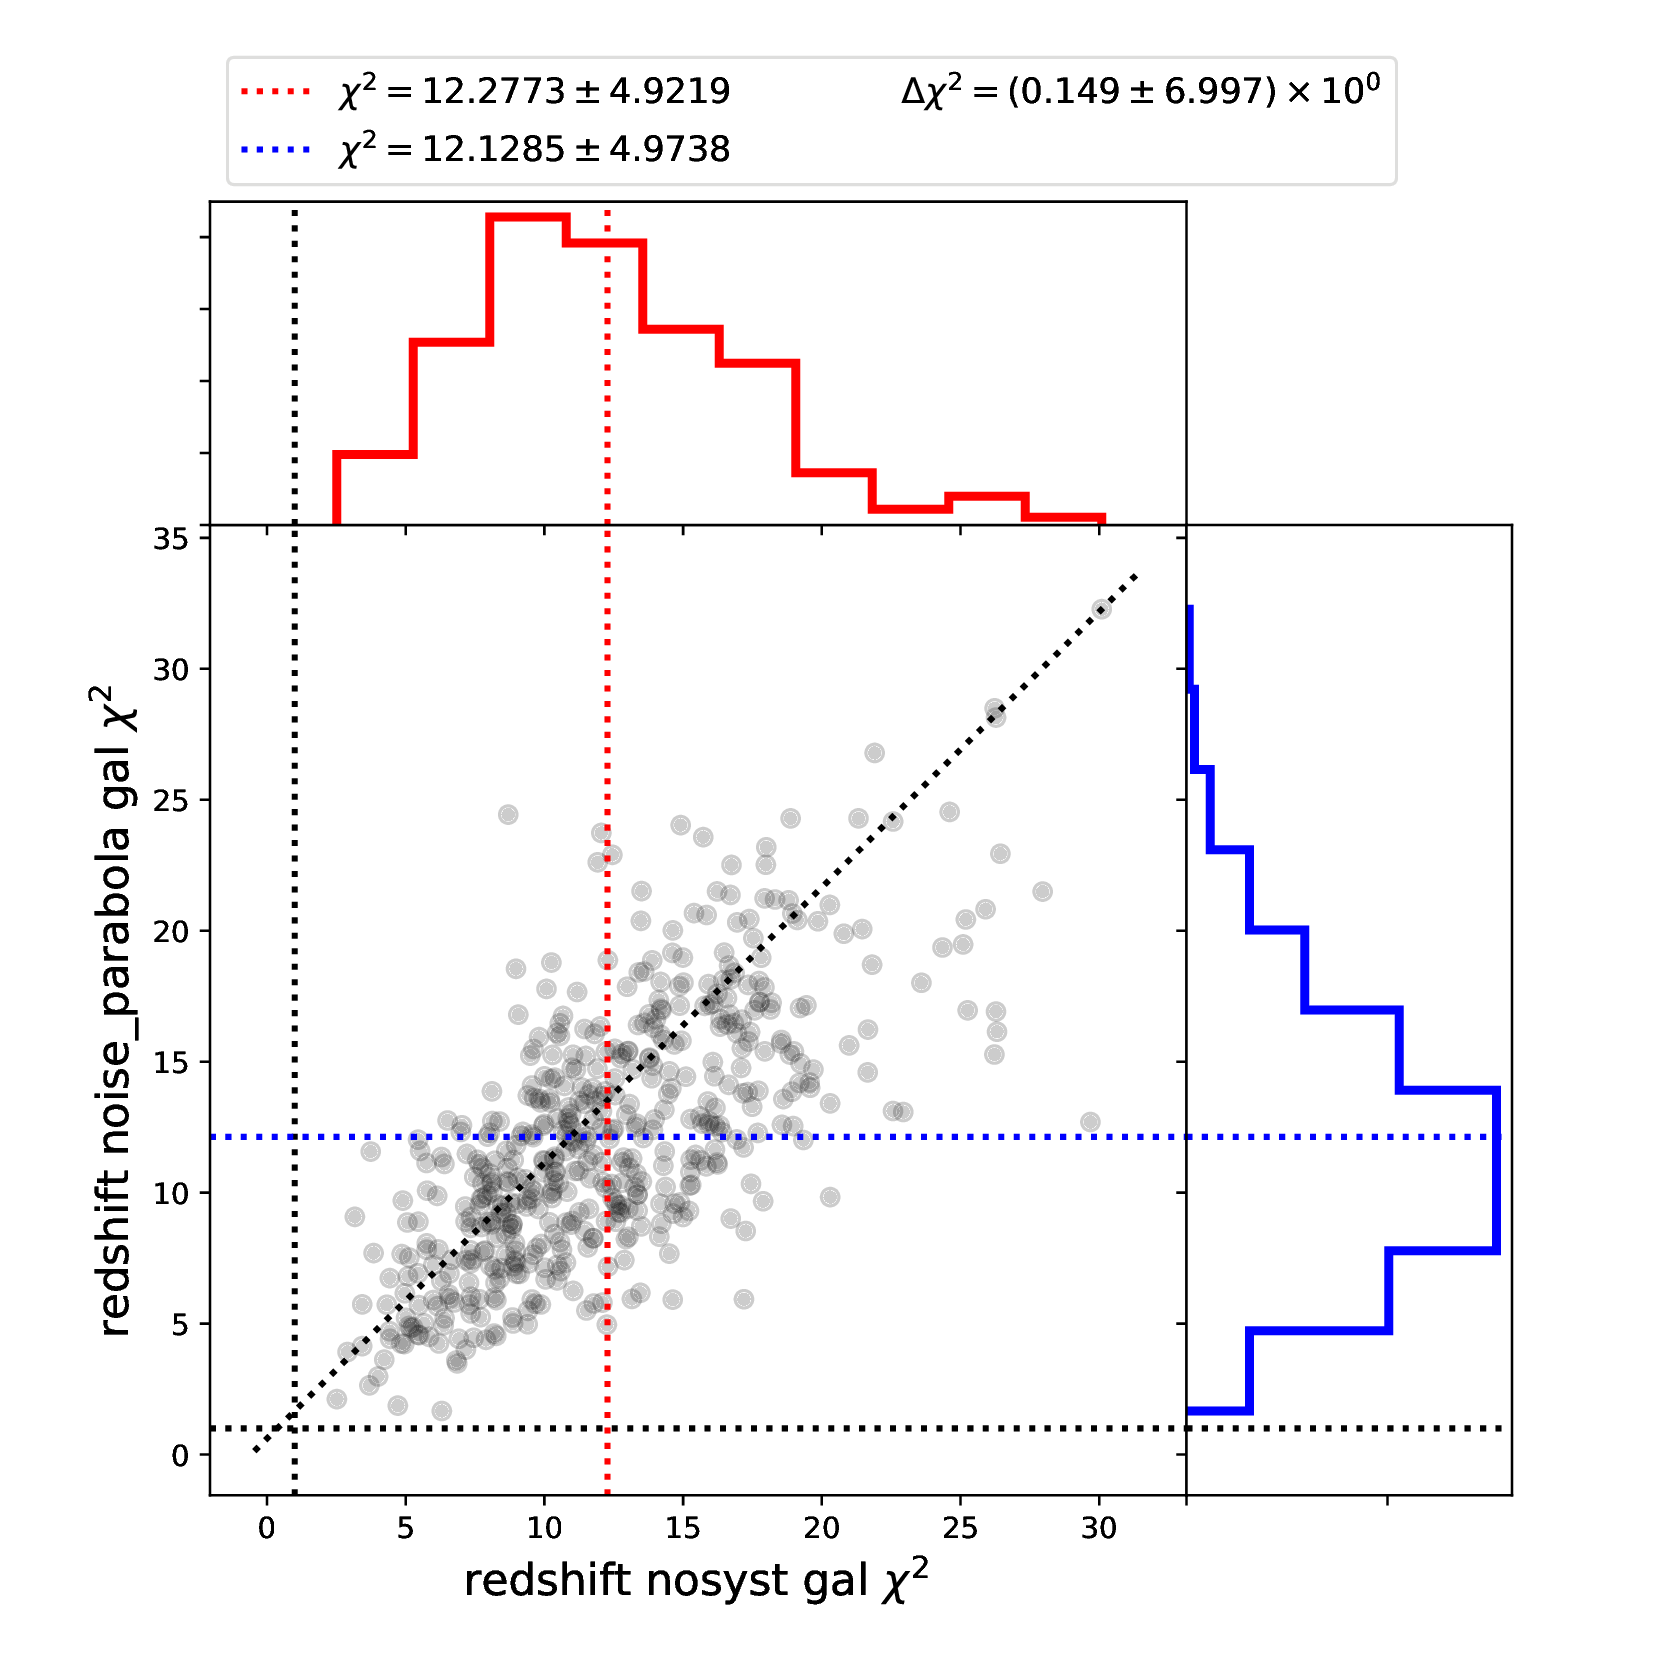 χ² = 12.2773 ± 4.9219 Δχ² = (0.149 ± 6.997) × 10⁰
χ² = 12.1285 ± 4.9738
35
30
25
20
15
10
5
0
redshift noise_parabola gal χ²
0 5 10 15 20 25 30
redshift nosyst gal χ²